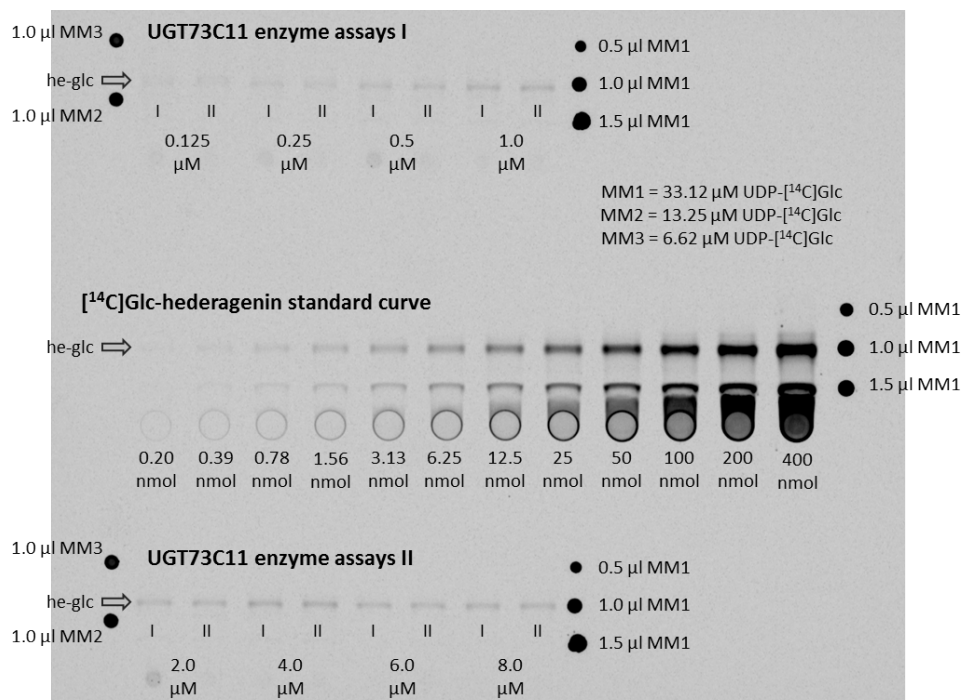 1.0 µl MM3
UGT73C11 enzyme assays I
0.5 µl MM1
he-glc
1.0 µl MM1
1.0 µl MM2
I II I II I II I II
1.5 µl MM1
0.125 0.25 0.5 1.0
µM µM µM µM
MM1 = 33.12 µM UDP-[¹⁴C]Glc
MM2 = 13.25 µM UDP-[¹⁴C]Glc
MM3 = 6.62 µM UDP-[¹⁴C]Glc
[¹⁴C]Glc-hederagenin standard curve
0.5 µl MM1
he-glc
1.0 µl MM1
1.5 µl MM1
0.20 0.39 0.78 1.56 3.13 6.25 12.5 25 50 100 200 400
nmol nmol nmol nmol nmol nmol nmol nmol nmol nmol nmol nmol
1.0 µl MM3
UGT73C11 enzyme assays II
0.5 µl MM1
he-glc
1.0 µl MM1
1.0 µl MM2
I II I II I II I II
1.5 µl MM1
2.0 4.0 6.0 8.0
µM µM µM µM